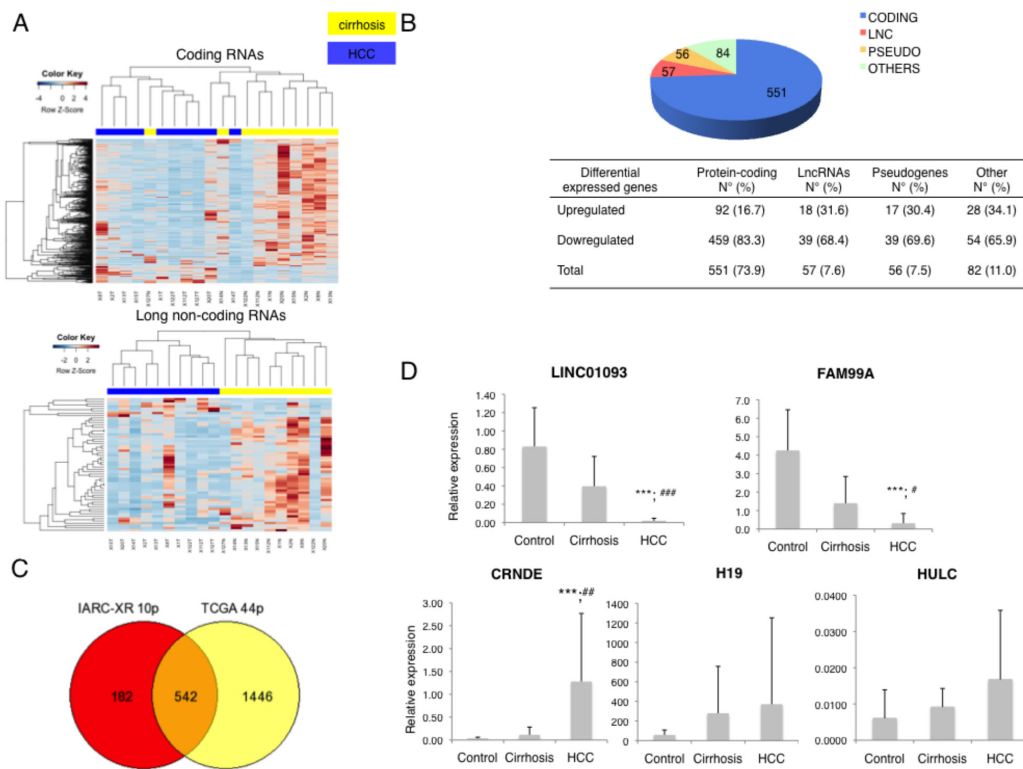 A
cirrhosis
HCC
Coding RNAs
Color Key
-4 0 2 4
Row Z-Score
Long non-coding RNAs
Color Key
-2 0 2
Row Z-Score
B
CODING
LNC
PSEUDO
OTHERS
56
84
57
551
Differential expressed genes Protein-coding N° (%) LncRNAs N° (%) Pseudogenes N° (%) Other N° (%)
Upregulated 92 (16.7) 18 (31.6) 17 (30.4) 28 (34.1)
Dowregulated 459 (83.3) 39 (68.4) 39 (69.6) 54 (65.9)
Total 551 (73.9) 57 (7.6) 56 (7.5) 82 (11.0)
C
IARC-XR 10p TCGA 44p
182 542 1446
D
LINC01093
Relative expression
1.40
1.20
1.00
0.80
0.60
0.40
0.20
0.00
***; ###
Control Cirrhosis HCC
FAM99A
7.0
6.0
5.0
4.0
3.0
2.0
1.0
0.0
***; #
Control Cirrhosis HCC
CRNDE
Relative expression
3.00
2.50
2.00
1.50
1.00
0.50
0.00
***;##
Control Cirrhosis HCC
H19
1400
1200
1000
800
600
400
200
0
Control Cirrhosis HCC
HULC
0.0400
0.0300
0.0200
0.0100
0.0000
Control Cirrhosis HCC